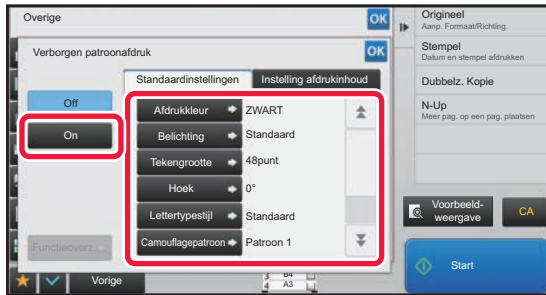 Overige
OK
Verborgen patroonafdruk
OK
Standaardinstellingen
Instelling afdrukinhoud
Off
On
Afdrukkleur
ZWART
Belichting
Standaard
Tekengrootte
48punt
Hoek
0°
Lettertypestijl
Standaard
Camouflagepatroon
Patroon 1
Functieoverz.
Vorige
3 B4
4 A3
Origineel
Aanp. Formaat/Richting.
Stempel
Datum en stempel afdrukken
Dubbelz. Kopie
N-Up
Meer pag. op een pag. plaatsen
Voorbeeld-
weergave
CA
Start